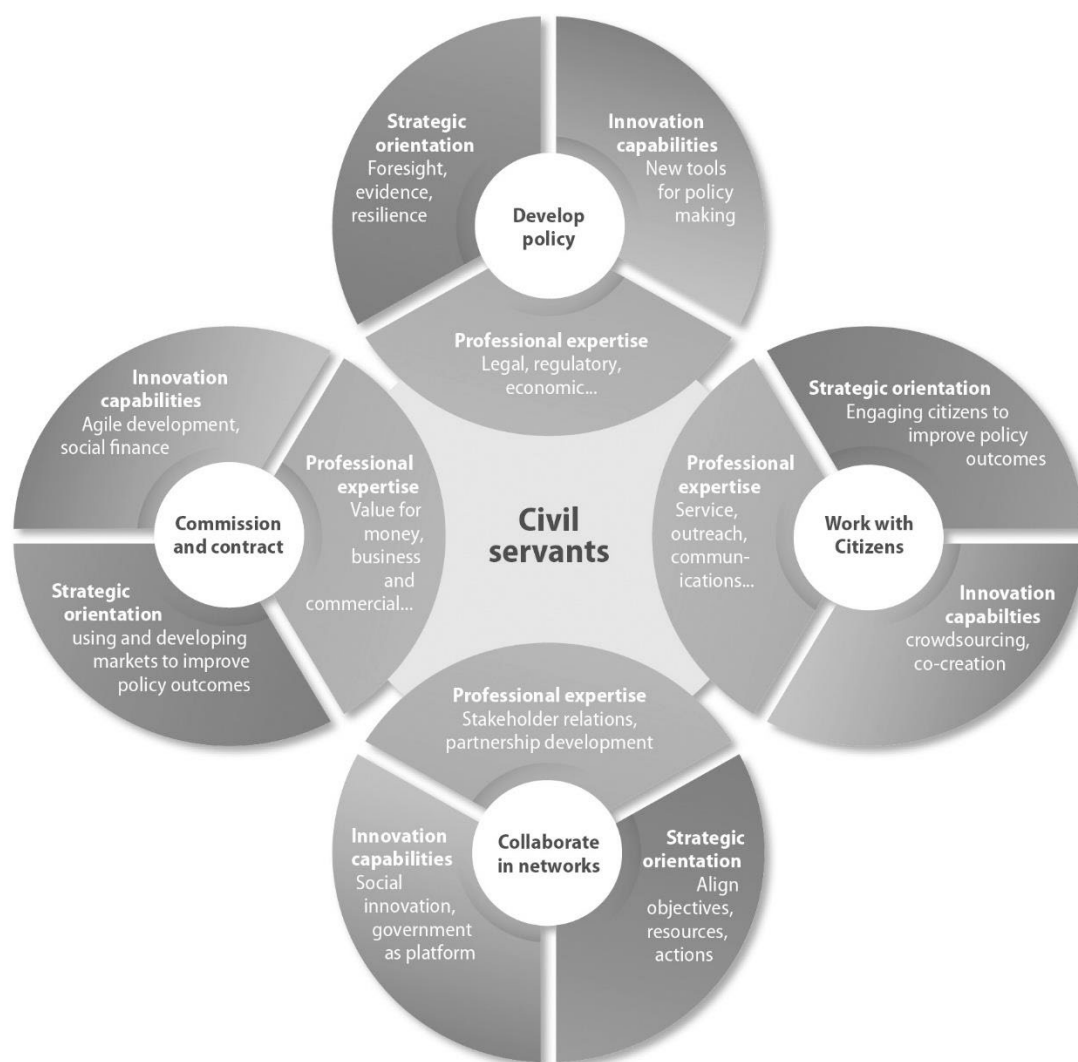 Strategic
orientation
Foresight,
evidence,
resilience
Innovation
capabilities
New tools
for policy
making
Develop
policy
Professional expertise
Legal, regulatory,
economic...
Innovation
capabilities
Agile development,
social finance
Commission
and contract
Strategic
orientation
using and developing
markets to improve
policy outcomes
Professional
expertise
Value for
money,
business and
commercial...
Civil
servants
Professional
expertise
Service,
outreach,
commun-
ications...
Strategic orientation
Engaging citizens to
improve policy
outcomes
Work with
Citizens
Innovation
capabilties
crowdsourcing,
co-creation
Professional expertise
Stakeholder relations,
partnership development
Innovation
capabilities
Social
innovation,
government
as platform
Collaborate
in networks
Strategic
orientation
Align
objectives,
resources,
actions